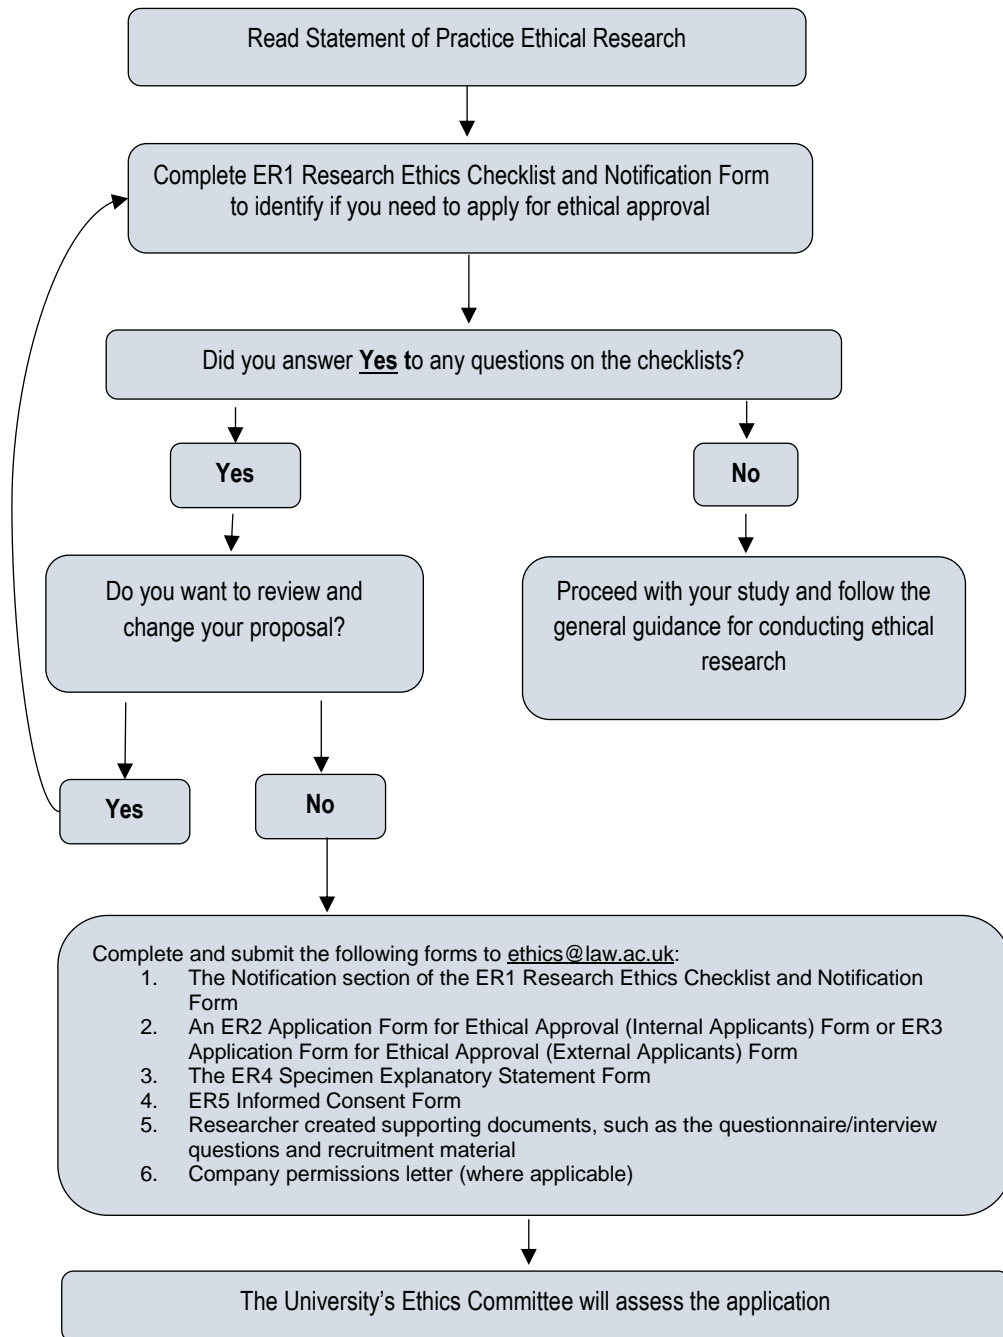 Read Statement of Practice Ethical Research
Complete ER1 Research Ethics Checklist and Notification Form
to identify if you need to apply for ethical approval
Did you answer Yes to any questions on the checklists?
Yes
No
Do you want to review and
change your proposal?
Proceed with your study and follow the
general guidance for conducting ethical
research
Yes
No
Complete and submit the following forms to ethics@law.ac.uk:
1. The Notification section of the ER1 Research Ethics Checklist and Notification
Form
2. An ER2 Application Form for Ethical Approval (Internal Applicants) Form or ER3
Application Form for Ethical Approval (External Applicants) Form
3. The ER4 Specimen Explanatory Statement Form
4. ER5 Informed Consent Form
5. Researcher created supporting documents, such as the questionnaire/interview
questions and recruitment material
6. Company permissions letter (where applicable)
The University’s Ethics Committee will assess the application